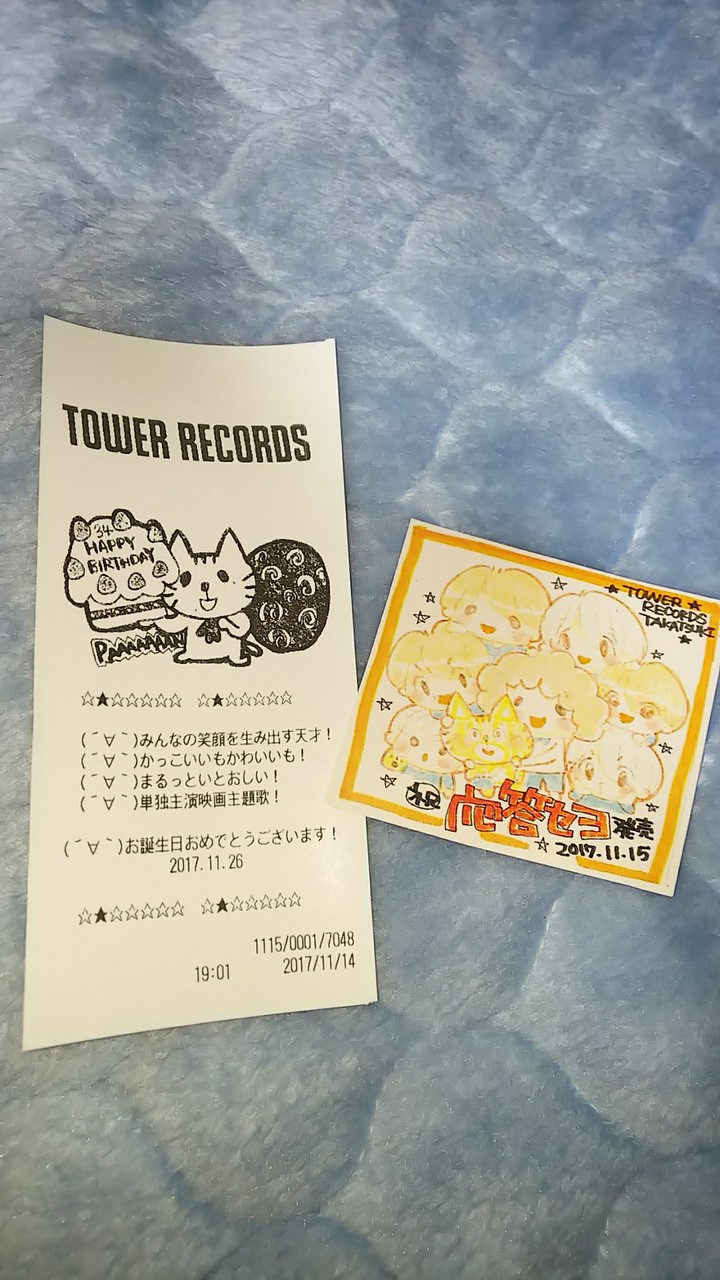 TOWER RECORDS
34
HAPPY
BIRTHDAY
PAAAAAAAN
☆★☆☆☆☆☆ ☆★☆☆☆☆☆
(´∀｀)みんなの笑顔を生み出す天才！
(´∀｀)かっこいいもかわいいも！
(´∀｀)まるっといとおしい！
(´∀｀)単独主演映画主題歌！
(´∀｀)お誕生日おめでとうございます！
2017.11.26
☆★☆☆☆☆☆ ☆★☆☆☆☆☆
1115/0001/7048
19:01 2017/11/14
★TOWER★
RECORDS
TAKATSUKI
★
祝 壱答セヨ 発売
☆2017.11.15